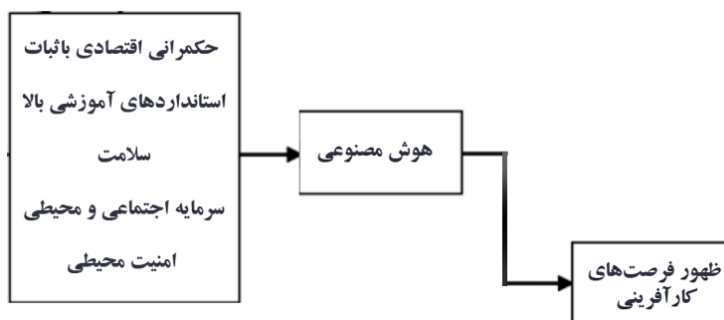 حکمرانی اقتصادی باثبات
استانداردهای آموزشی بالا
سلامت
سرمایه اجتماعی و محیطی
امنیت محیطی
هوش مصنوعی
ظهور فرصت‌های
کارآفرینی